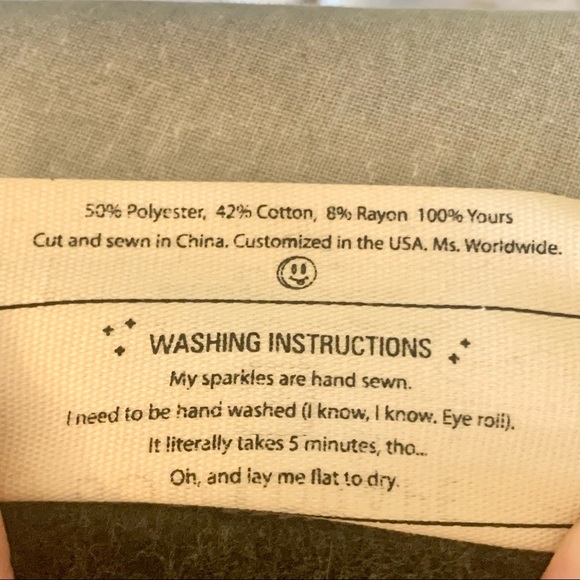 50% Polyester, 42% Cotton, 8% Rayon 100% Yours
Cut and sewn in China. Customized in the USA. Ms. Worldwide.
WASHING INSTRUCTIONS
My sparkles are hand sewn.
I need to be hand washed (I know, I know. Eye roll).
It literally takes 5 minutes, tho...
Oh, and lay me flat to dry.